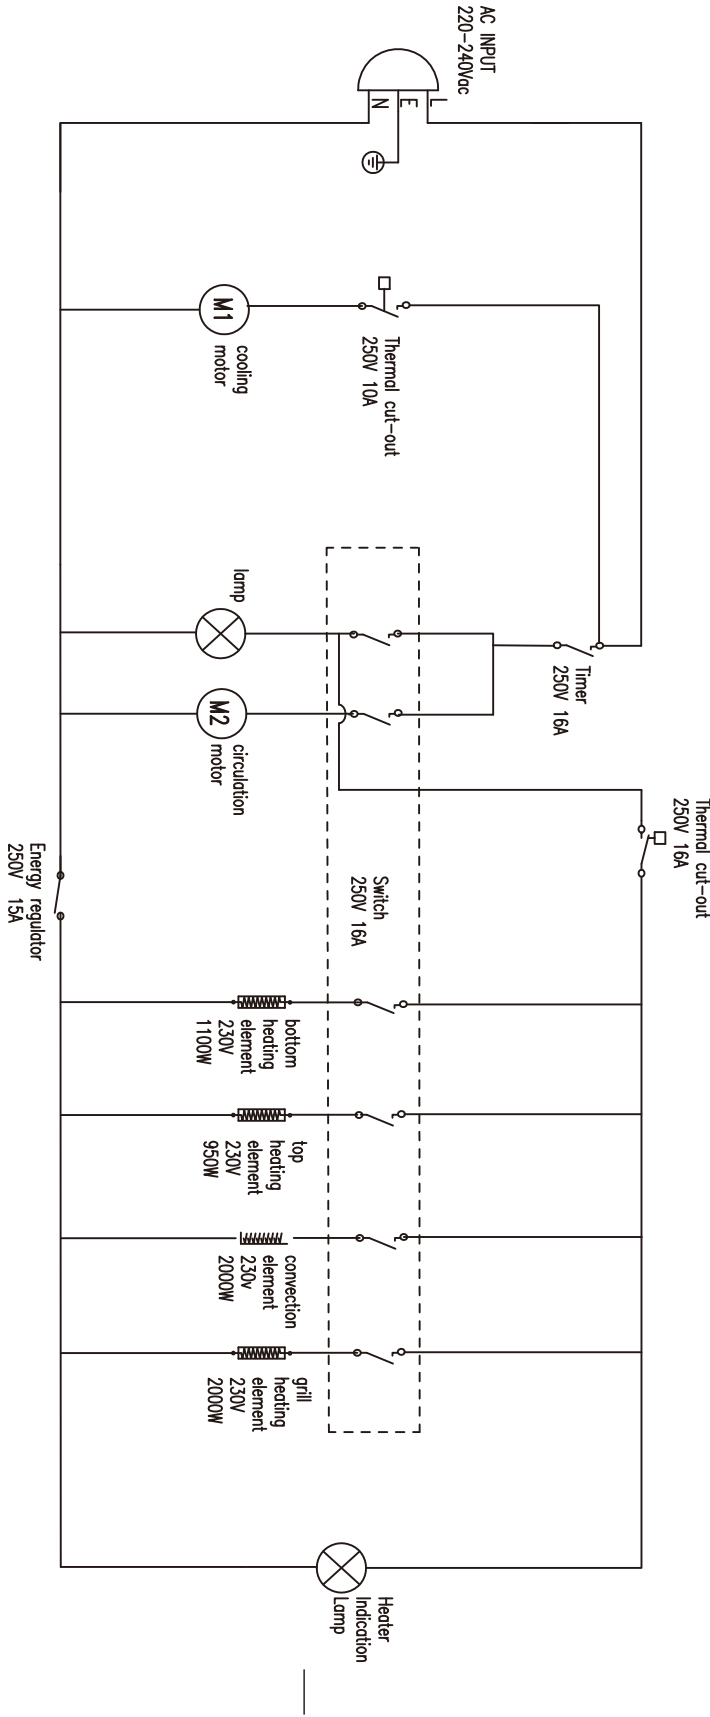 AC INPUT
220-240Vac
L
E
N
M1
cooling
motor
Thermal cut-out
250V 10A
lamp
M2
circulation
motor
Timer
250V 16A
Thermal cut-out
250V 16A
Switch
250V 16A
Energy regulator
250V 15A
bottom
heating
element
230V
1100W
top
heating
element
230V
950W
convection
element
230v
2000W
grill
heating
element
230V
2000W
Heater
Indication
Lamp